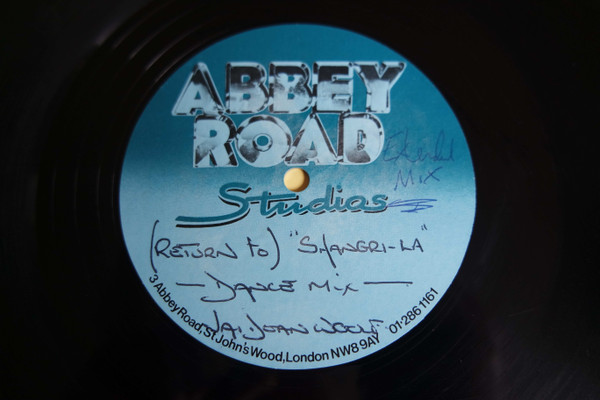 ABBEY
ROAD
Extended
Mix
Studios
(RETURN TO) "SHANGRI-LA"
— DANCE MIX —
3 Abbey Road, St John's Wood, London NW8 9AY 01·286 1161